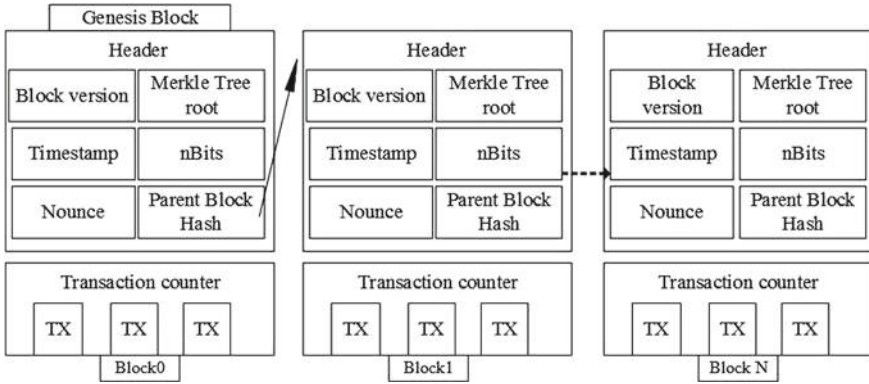 Genesis Block
Header
Block version
Merkle Tree
root
Timestamp
nBits
Nounce
Parent Block
Hash
Transaction counter
TX
TX
TX
Block0
Header
Block version
Merkle Tree
root
Timestamp
nBits
Nounce
Parent Block
Hash
Transaction counter
TX
TX
TX
Block1
Header
Block
version
Merkle Tree
root
Timestamp
nBits
Nounce
Parent Block
Hash
Transaction counter
TX
TX
TX
Block N